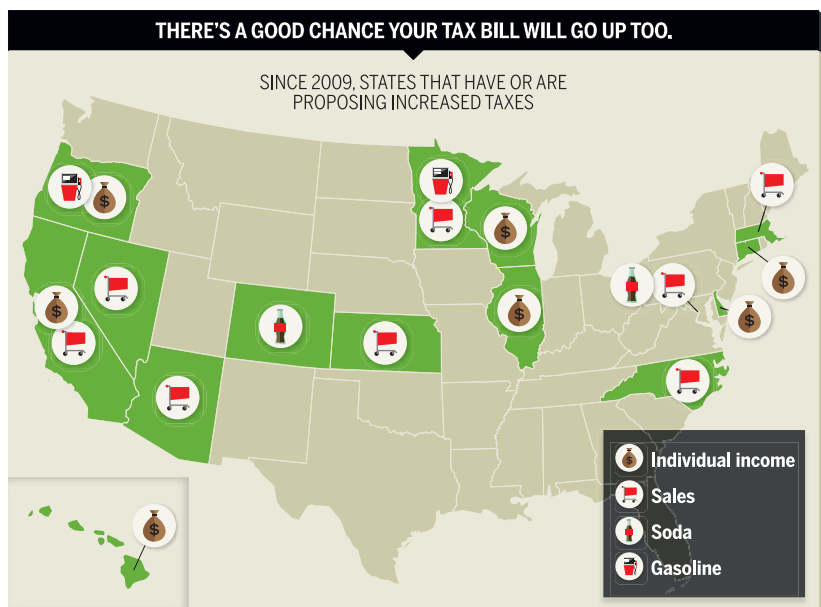 THERE'S A GOOD CHANCE YOUR TAX BILL WILL GO UP TOO.
SINCE 2009, STATES THAT HAVE OR ARE
PROPOSING INCREASED TAXES
Individual income
Sales
Soda
Gasoline